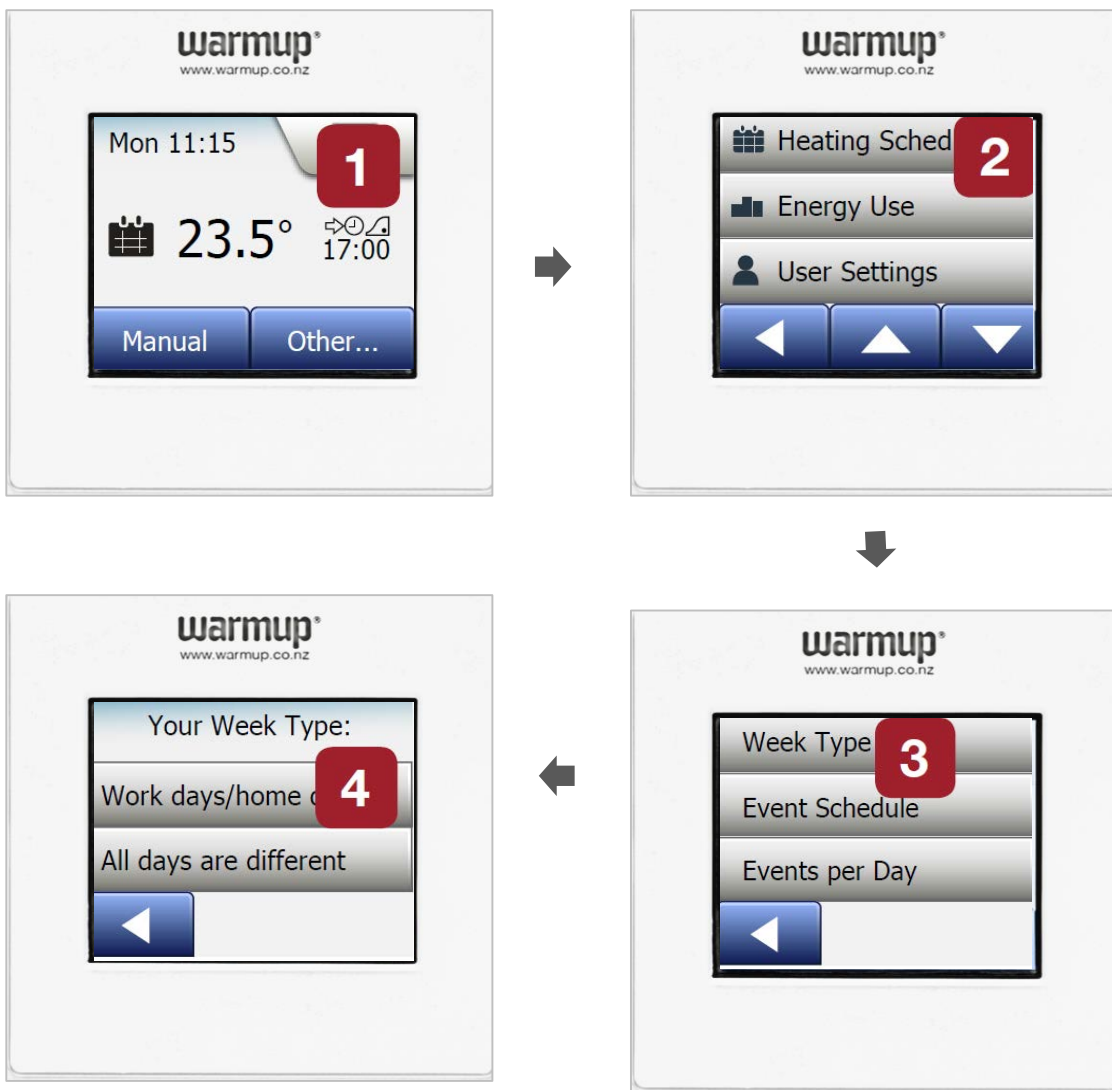 warmup®
www.warmup.co.nz
Mon 11:15
1
23.5°
17:00
Manual
Other...
warmup®
www.warmup.co.nz
Heating Sched
2
Energy Use
User Settings
warmup®
www.warmup.co.nz
Week Type
3
Event Schedule
Events per Day
warmup®
www.warmup.co.nz
Your Week Type:
Work days/home
4
All days are different